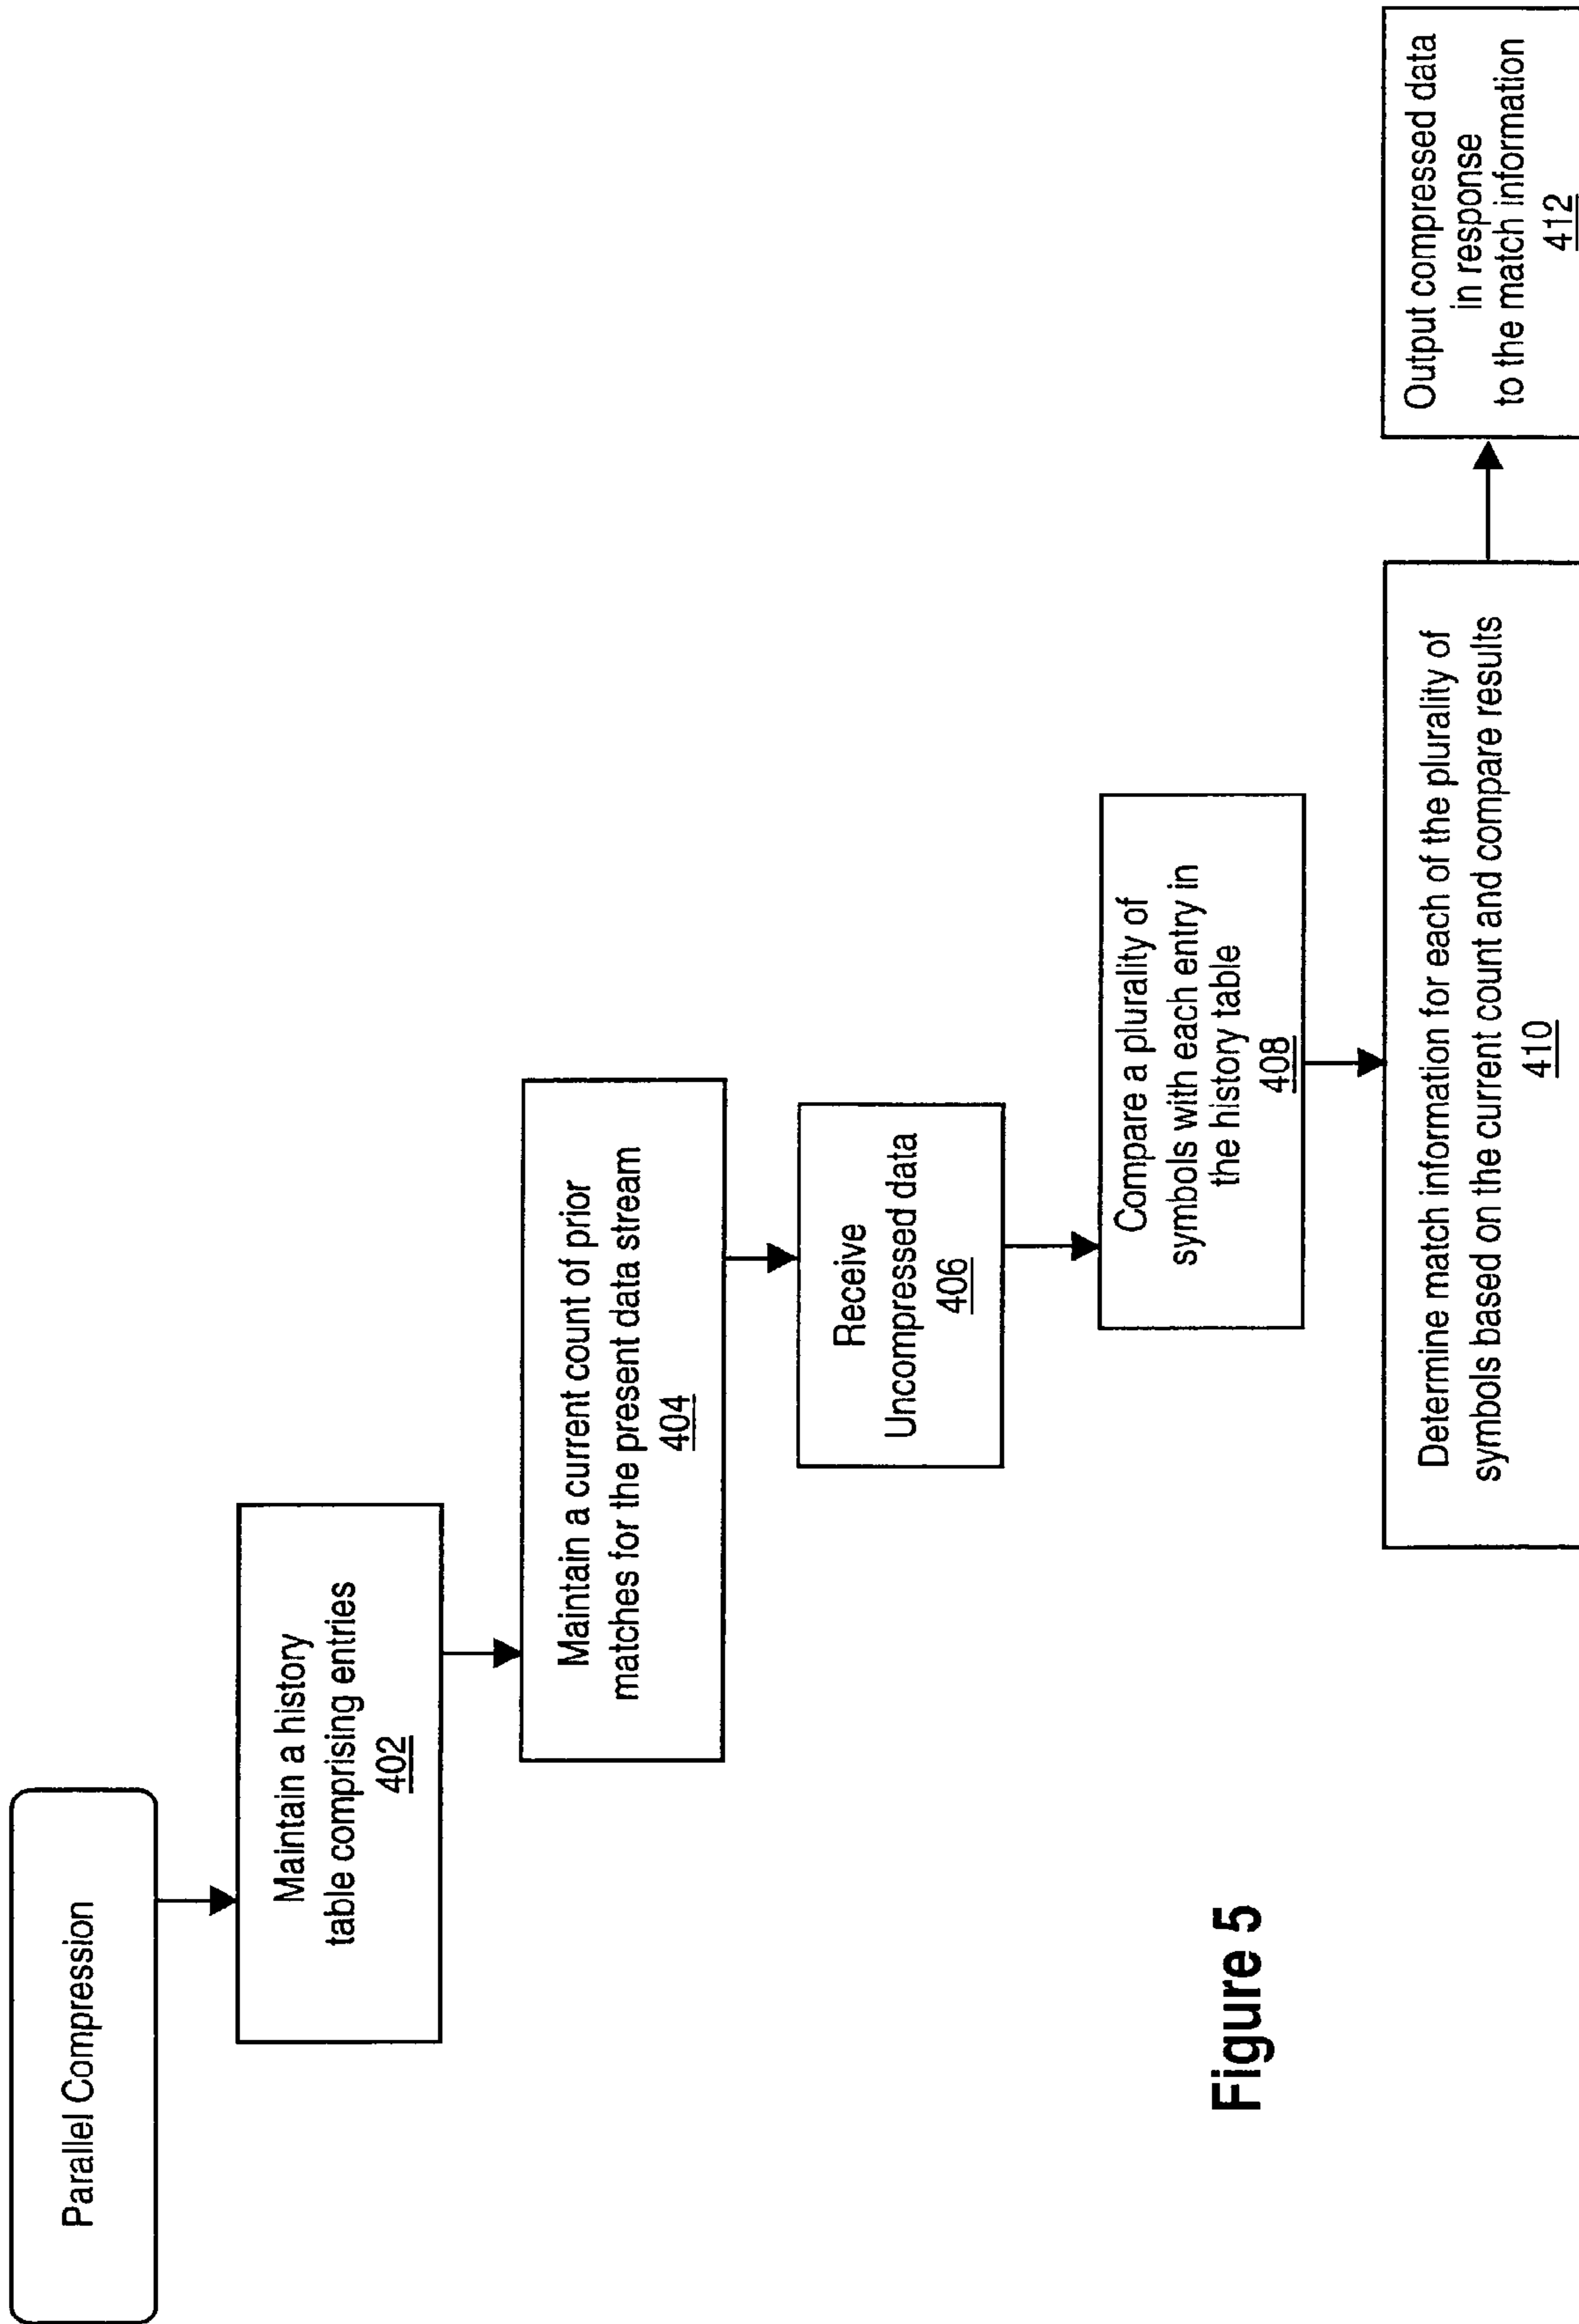 Parallel Compression
Maintain a history
table comprising entries
402
Maintain a current count of prior
matches for the present data stream
404
Receive
Uncompressed data
406
Compare a plurality of
symbols with each entry in
the history table
408
Determine match information for each of the plurality of
symbols based on the current count and compare results
410
Output compressed data
in response
to the match information
412
Figure 5